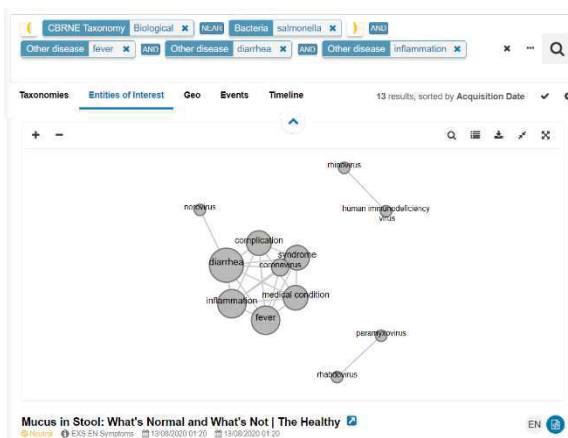 ( CBRNE Taxonomy Biological × NEAR Bacteria salmonella × ) AND
Other disease fever × AND Other disease diarrhea × AND Other disease inflammation ×
Taxonomies Entities of Interest Geo Events Timeline 13 results, sorted by Acquisition Date
rhinovirus
norovirus
human immunodeficiency
virus
complication
syndrome
diarrhea
coronavirus
inflammation
medical condition
fever
paramyxovirus
rhabdovirus
Mucus in Stool: What's Normal and What's Not | The Healthy
EN
Neutral EXS EN Symptoms 13/08/2020 01:20 13/08/2020 01:20